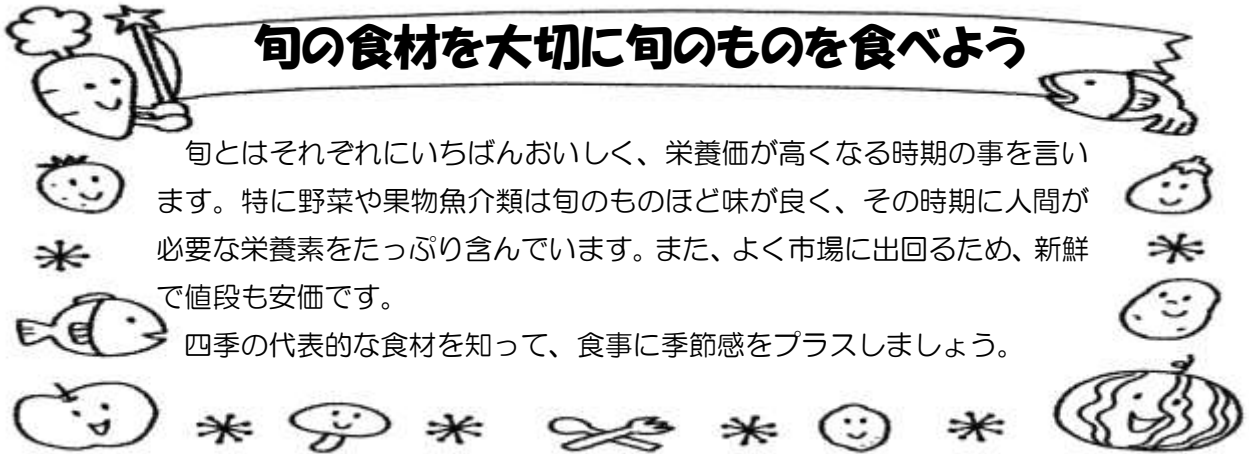 旬の食材を大切に旬のものを食べよう
旬とはそれぞれにいちばんおいしく、栄養価が高くなる時期の事を言い
ます。特に野菜や果物魚介類は旬のものほど味が良く、その時期に人間が
必要な栄養素をたっぷり含んでいます。また、よく市場に出回るため、新鮮
で値段も安価です。
四季の代表的な食材を知って、食事に季節感をプラスしましょう。